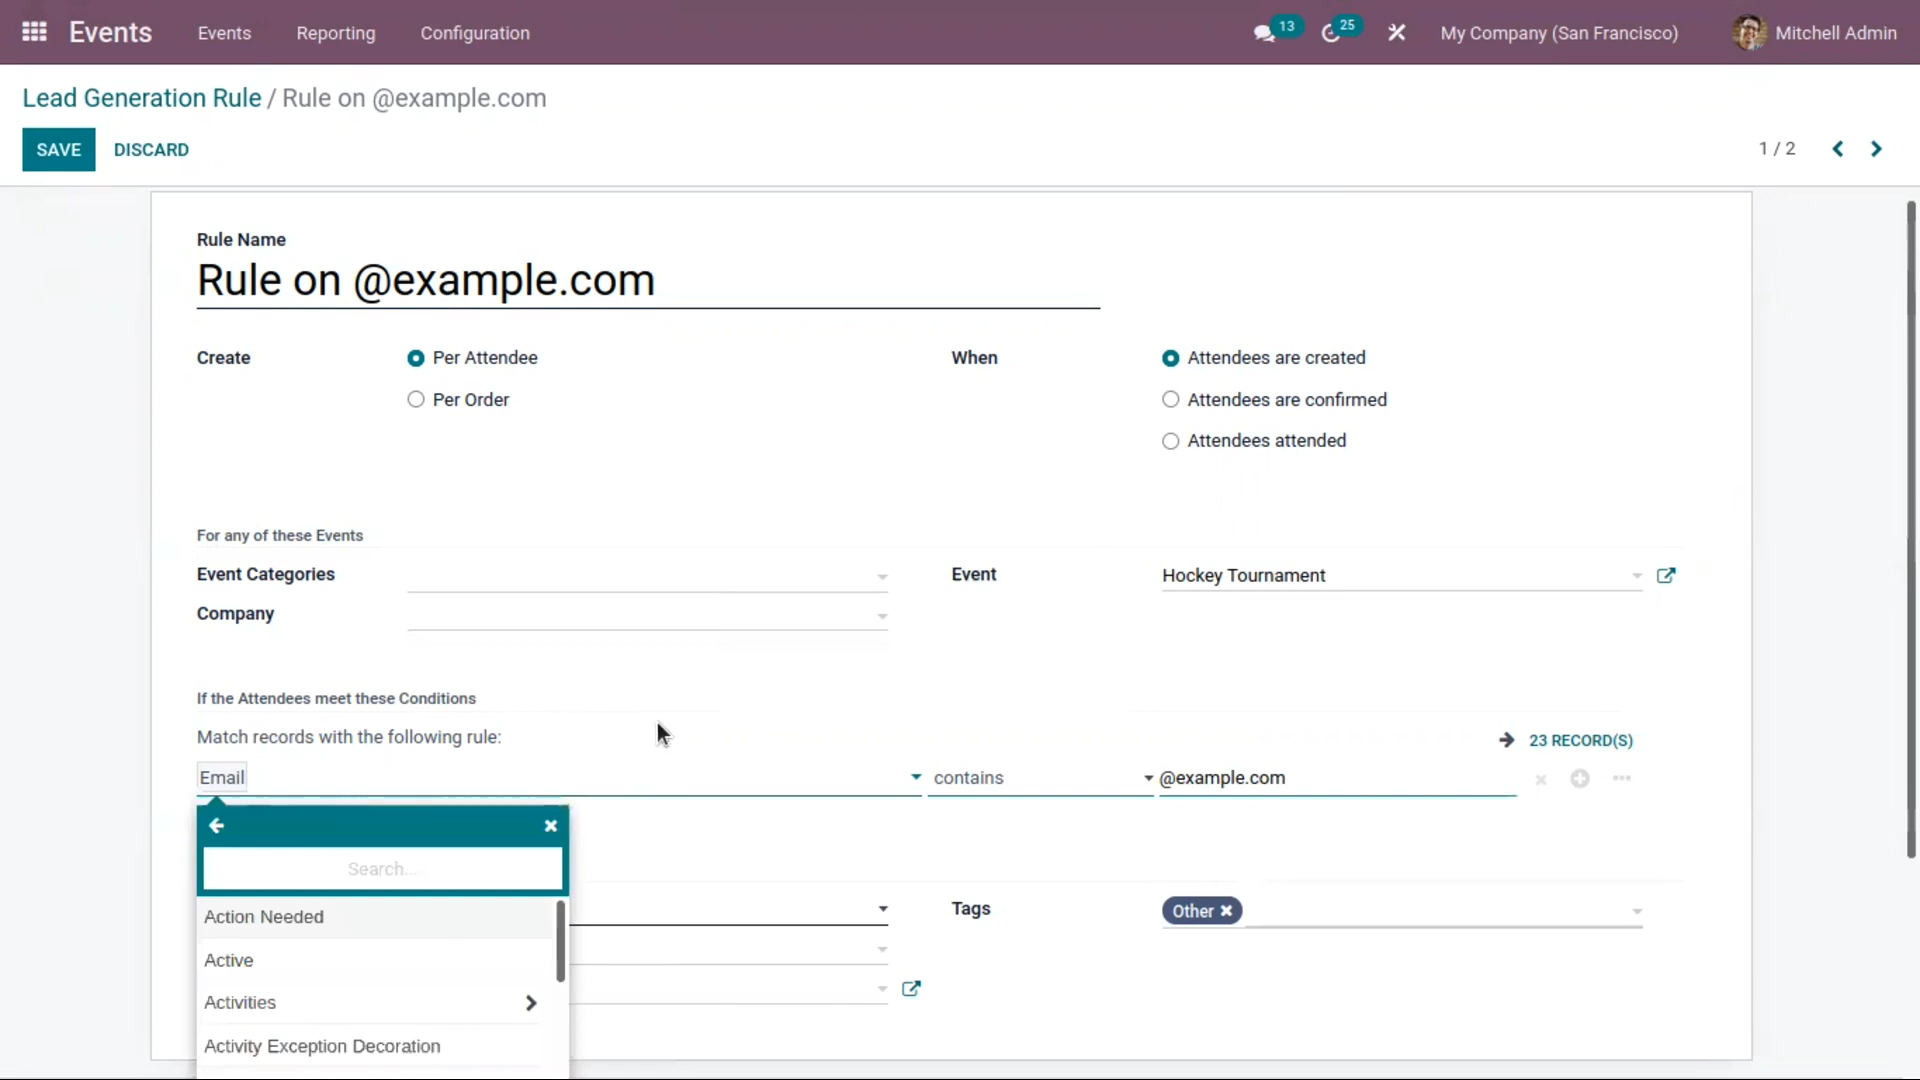 Events Events Reporting Configuration 13 25 My Company (San Francisco) Mitchell Admin
Lead Generation Rule / Rule on @example.com
SAVE DISCARD 1 / 2
Rule Name
Rule on @example.com
Create Per Attendee When Attendees are created
Per Order Attendees are confirmed
Attendees attended
For any of these Events
Event Categories Event Hockey Tournament
Company
If the Attendees meet these Conditions
Match records with the following rule: 23 RECORD(S)
Email contains @example.com
Search...
Tags Other
Action Needed
Active
Activities
Activity Exception Decoration